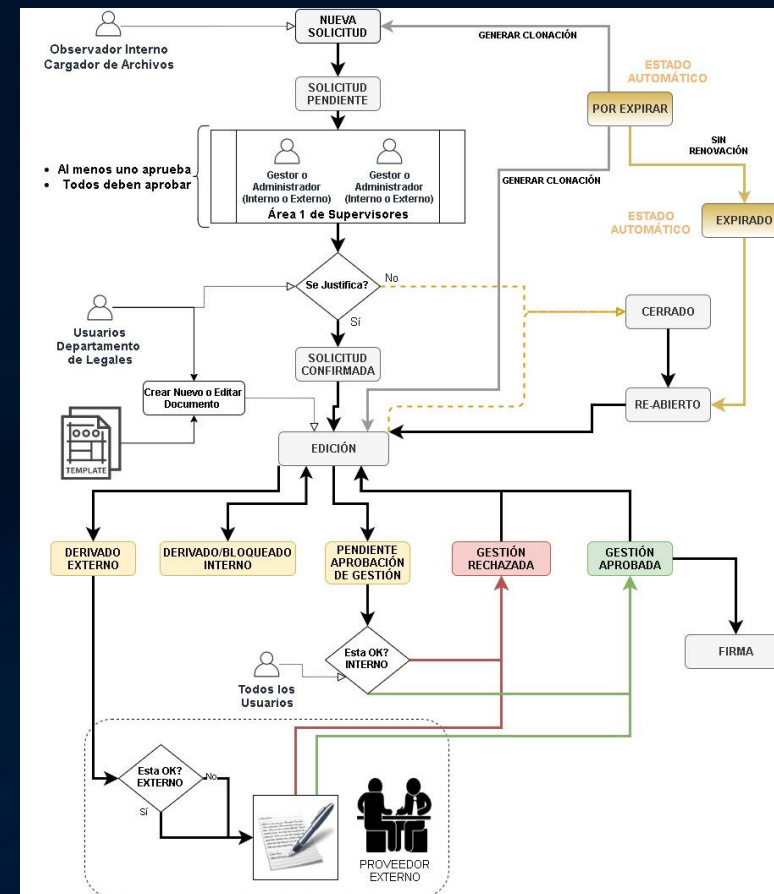 NUEVA
SOLICITUD
Observador Interno
Cargador de Archivos
GENERAR CLONACIÓN
ESTADO
AUTOMÁTICO
SOLICITUD
PENDIENTE
POR EXPIRAR
SIN
RENOVACIÓN
• Al menos uno aprueba
• Todos deben aprobar
Gestor o
Administrador
(Interno o Externo)
Gestor o
Administrador
(Interno o Externo)
Área 1 de Supervisores
GENERAR CLONACIÓN
ESTADO
AUTOMÁTICO
EXPIRADO
Se Justifica?
No
Sí
Usuarios
Departamento
de Legales
CERRADO
SOLICITUD
CONFIRMADA
Crear Nuevo o Editar
Documento
RE-ABIERTO
TEMPLATE
EDICIÓN
DERIVADO
EXTERNO
DERIVADO/BLOQUEADO
INTERNO
PENDIENTE
APROBACIÓN
DE GESTIÓN
GESTIÓN
RECHAZADA
GESTIÓN
APROBADA
Esta OK?
INTERNO
FIRMA
Todos los
Usuarios
Esta OK?
EXTERNO
No
Sí
PROVEEDOR
EXTERNO